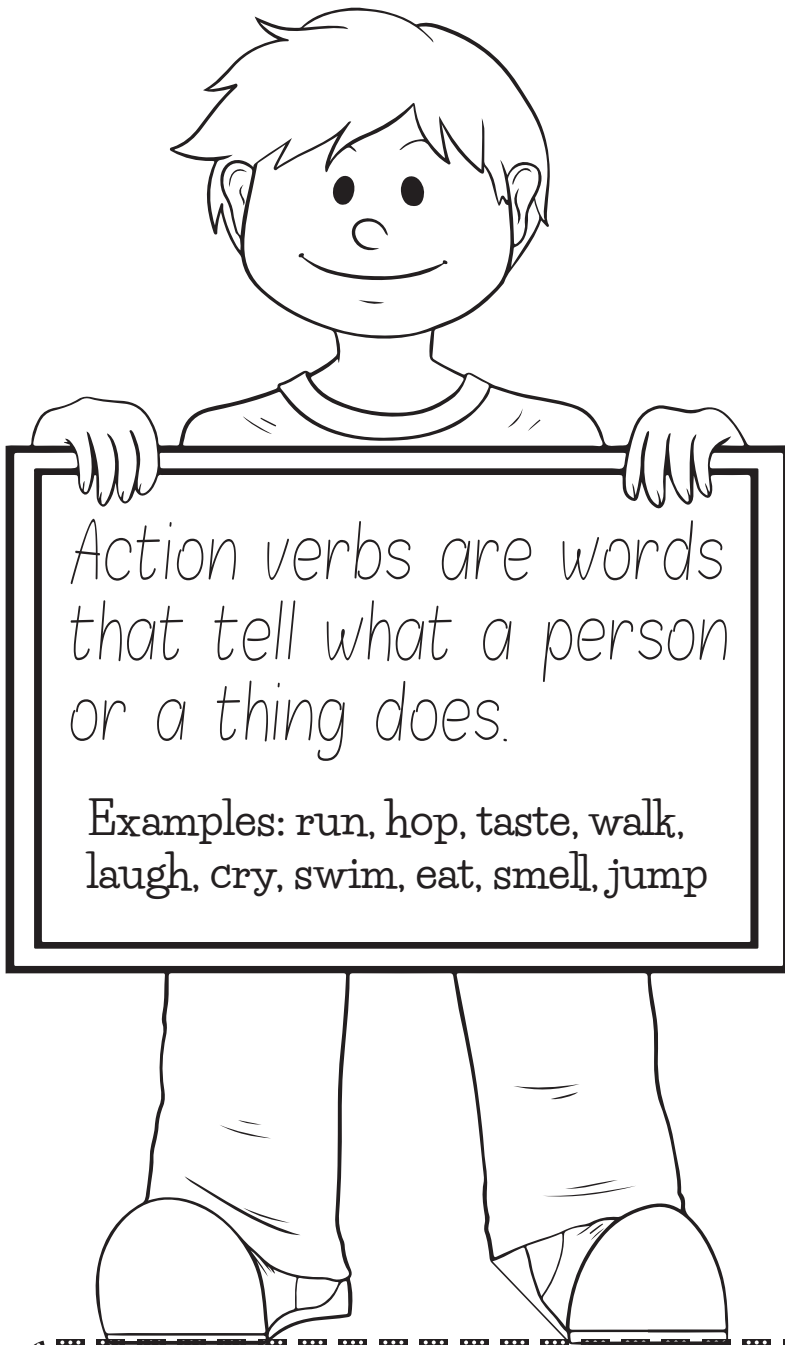 Action verbs are words
that tell what a person
or a thing does.
Examples: run, hop, taste, walk,
laugh, cry, swim, eat, smell, jump